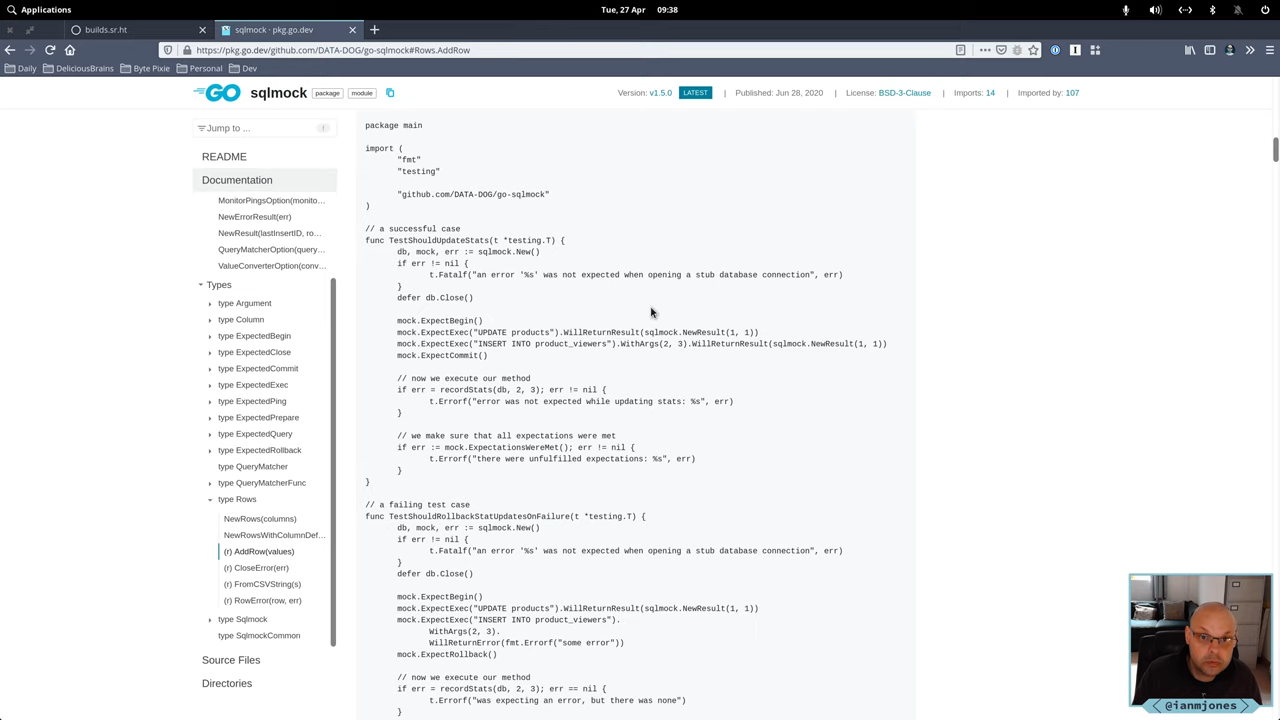 Applications
Tue, 27 Apr 09:38
builds.sr.ht
sqlmock · pkg.go.dev
https://pkg.go.dev/github.com/DATA-DOG/go-sqlmock#Rows.AddRow
Daily DeliciousBrains Byte Pixie Personal Dev
GO sqlmock package module
Version: v1.5.0 LATEST | Published: Jun 28, 2020 | License: BSD-3-Clause | Imports: 14 | Imported by: 107
Jump to ...
README
Documentation
MonitorPingsOption(monito…
NewErrorResult(err)
NewResult(lastInsertID, ro…
QueryMatcherOption(query…
ValueConverterOption(conv…
Types
type Argument
type Column
type ExpectedBegin
type ExpectedClose
type ExpectedCommit
type ExpectedExec
type ExpectedPing
type ExpectedPrepare
type ExpectedQuery
type ExpectedRollback
type QueryMatcher
type QueryMatcherFunc
type Rows
NewRows(columns)
NewRowsWithColumnDef…
(r) AddRow(values)
(r) CloseError(err)
(r) FromCSVString(s)
(r) RowError(row, err)
type Sqlmock
type SqlmockCommon
Source Files
Directories
package main
import (
"fmt"
"testing"
"github.com/DATA-DOG/go-sqlmock"
)
// a successful case
func TestShouldUpdateStats(t *testing.T) {
db, mock, err := sqlmock.New()
if err != nil {
t.Fatalf("an error '%s' was not expected when opening a stub database connection", err)
}
defer db.Close()
mock.ExpectBegin()
mock.ExpectExec("UPDATE products").WillReturnResult(sqlmock.NewResult(1, 1))
mock.ExpectExec("INSERT INTO product_viewers").WithArgs(2, 3).WillReturnResult(sqlmock.NewResult(1, 1))
mock.ExpectCommit()
// now we execute our method
if err = recordStats(db, 2, 3); err != nil {
t.Errorf("error was not expected while updating stats: %s", err)
}
// we make sure that all expectations were met
if err := mock.ExpectationsWereMet(); err != nil {
t.Errorf("there were unfulfilled expectations: %s", err)
}
}
// a failing test case
func TestShouldRollbackStatUpdatesOnFailure(t *testing.T) {
db, mock, err := sqlmock.New()
if err != nil {
t.Fatalf("an error '%s' was not expected when opening a stub database connection", err)
}
defer db.Close()
mock.ExpectBegin()
mock.ExpectExec("UPDATE products").WillReturnResult(sqlmock.NewResult(1, 1))
mock.ExpectExec("INSERT INTO product_viewers").
WithArgs(2, 3).
WillReturnError(fmt.Errorf("some error"))
mock.ExpectRollback()
// now we execute our method
if err = recordStats(db, 2, 3); err == nil {
t.Errorf("was expecting an error, but there was none")
}
@ianmjones